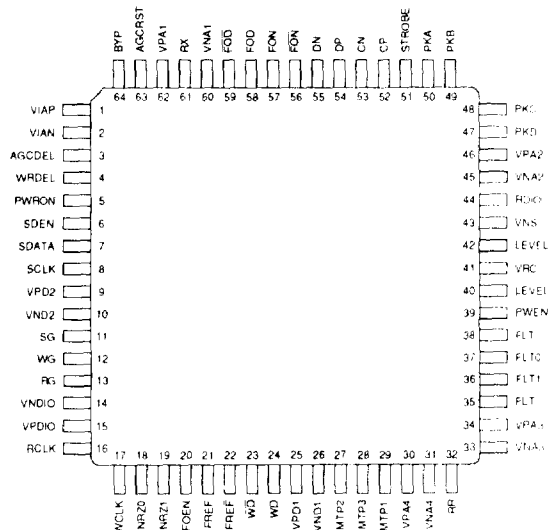 BYP
AGCRST
VPA1
RX
VNA1
F̅O̅D̅
FOD
FON
F̅O̅N̅
DN
DP
CN
CP
STROBE
PKA
PKB
64 63 62 61 60 59 58 57 56 55 54 53 52 51 50 49
VIAP 1
VIAN 2
AGCDEL 3
WRDEL 4
PWRON 5
SDEN 6
SDATA 7
SCLK 8
VPD2 9
VND2 10
SG 11
WG 12
RG 13
VNDIO 14
VPDIO 15
RCLK 16
48 PKC
47 PKD
46 VPA2
45 VNA2
44 RDIO
43 VNS
42 LEVEL
41 VRC
40 LEVEL
39 PWEN
38 FLT
37 FLT0
36 FLT1
35 FLT
34 VPA3
33 VNA3
17 18 19 20 21 22 23 24 25 26 27 28 29 30 31 32
WCLK
NRZ0
NRZ1
FOEN
FREF
F̅R̅E̅F̅
W̅D̅
WD
VPD1
VND1
MTP2
MTP3
MTP1
VPA4
VNA4
RR